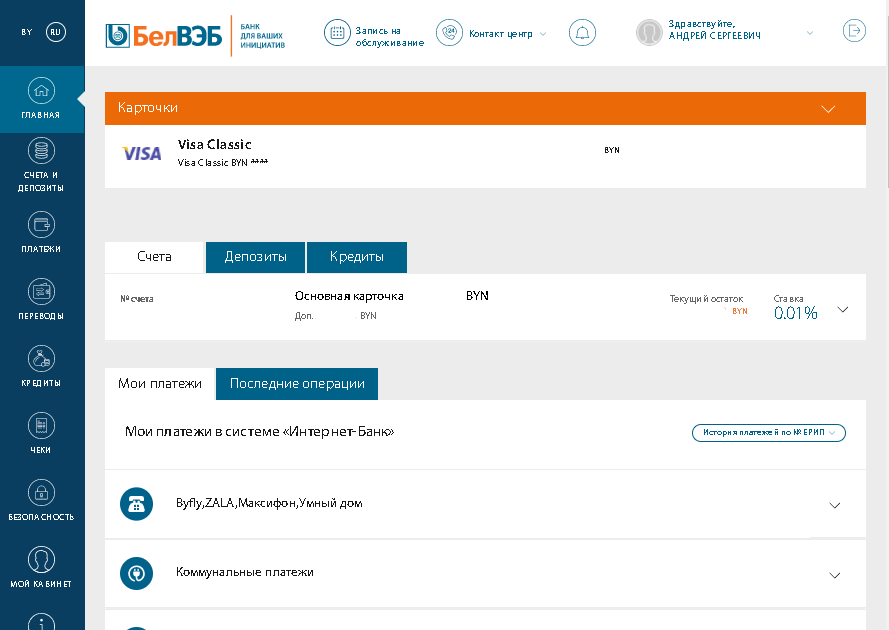 BY RU
БелВЭБ
БАНК
ДЛЯ ВАШИХ
ИНИЦИАТИВ
Запись на
обслуживание
Контакт центр
Здравствуйте,
АНДРЕЙ СЕРГЕЕВИЧ
ГЛАВНАЯ
СЧЕТА И
ДЕПОЗИТЫ
ПЛАТЕЖИ
ПЕРЕВОДЫ
КРЕДИТЫ
ЧЕКИ
БЕЗОПАСНОСТЬ
МОЙ КАБИНЕТ
Карточки
VISA
Visa Classic
Visa Classic BYN ****
BYN
Счета
Депозиты
Кредиты
№ счета
Основная карточка
BYN
Доп.
BYN
Текущий остаток
BYN
Ставка
0.01%
Мои платежи
Последние операции
Мои платежи в системе «Интернет-Банк»
История платежей по № ЕРИП
Byfly,ZALA,Максифон,Умный дом
Коммунальные платежи